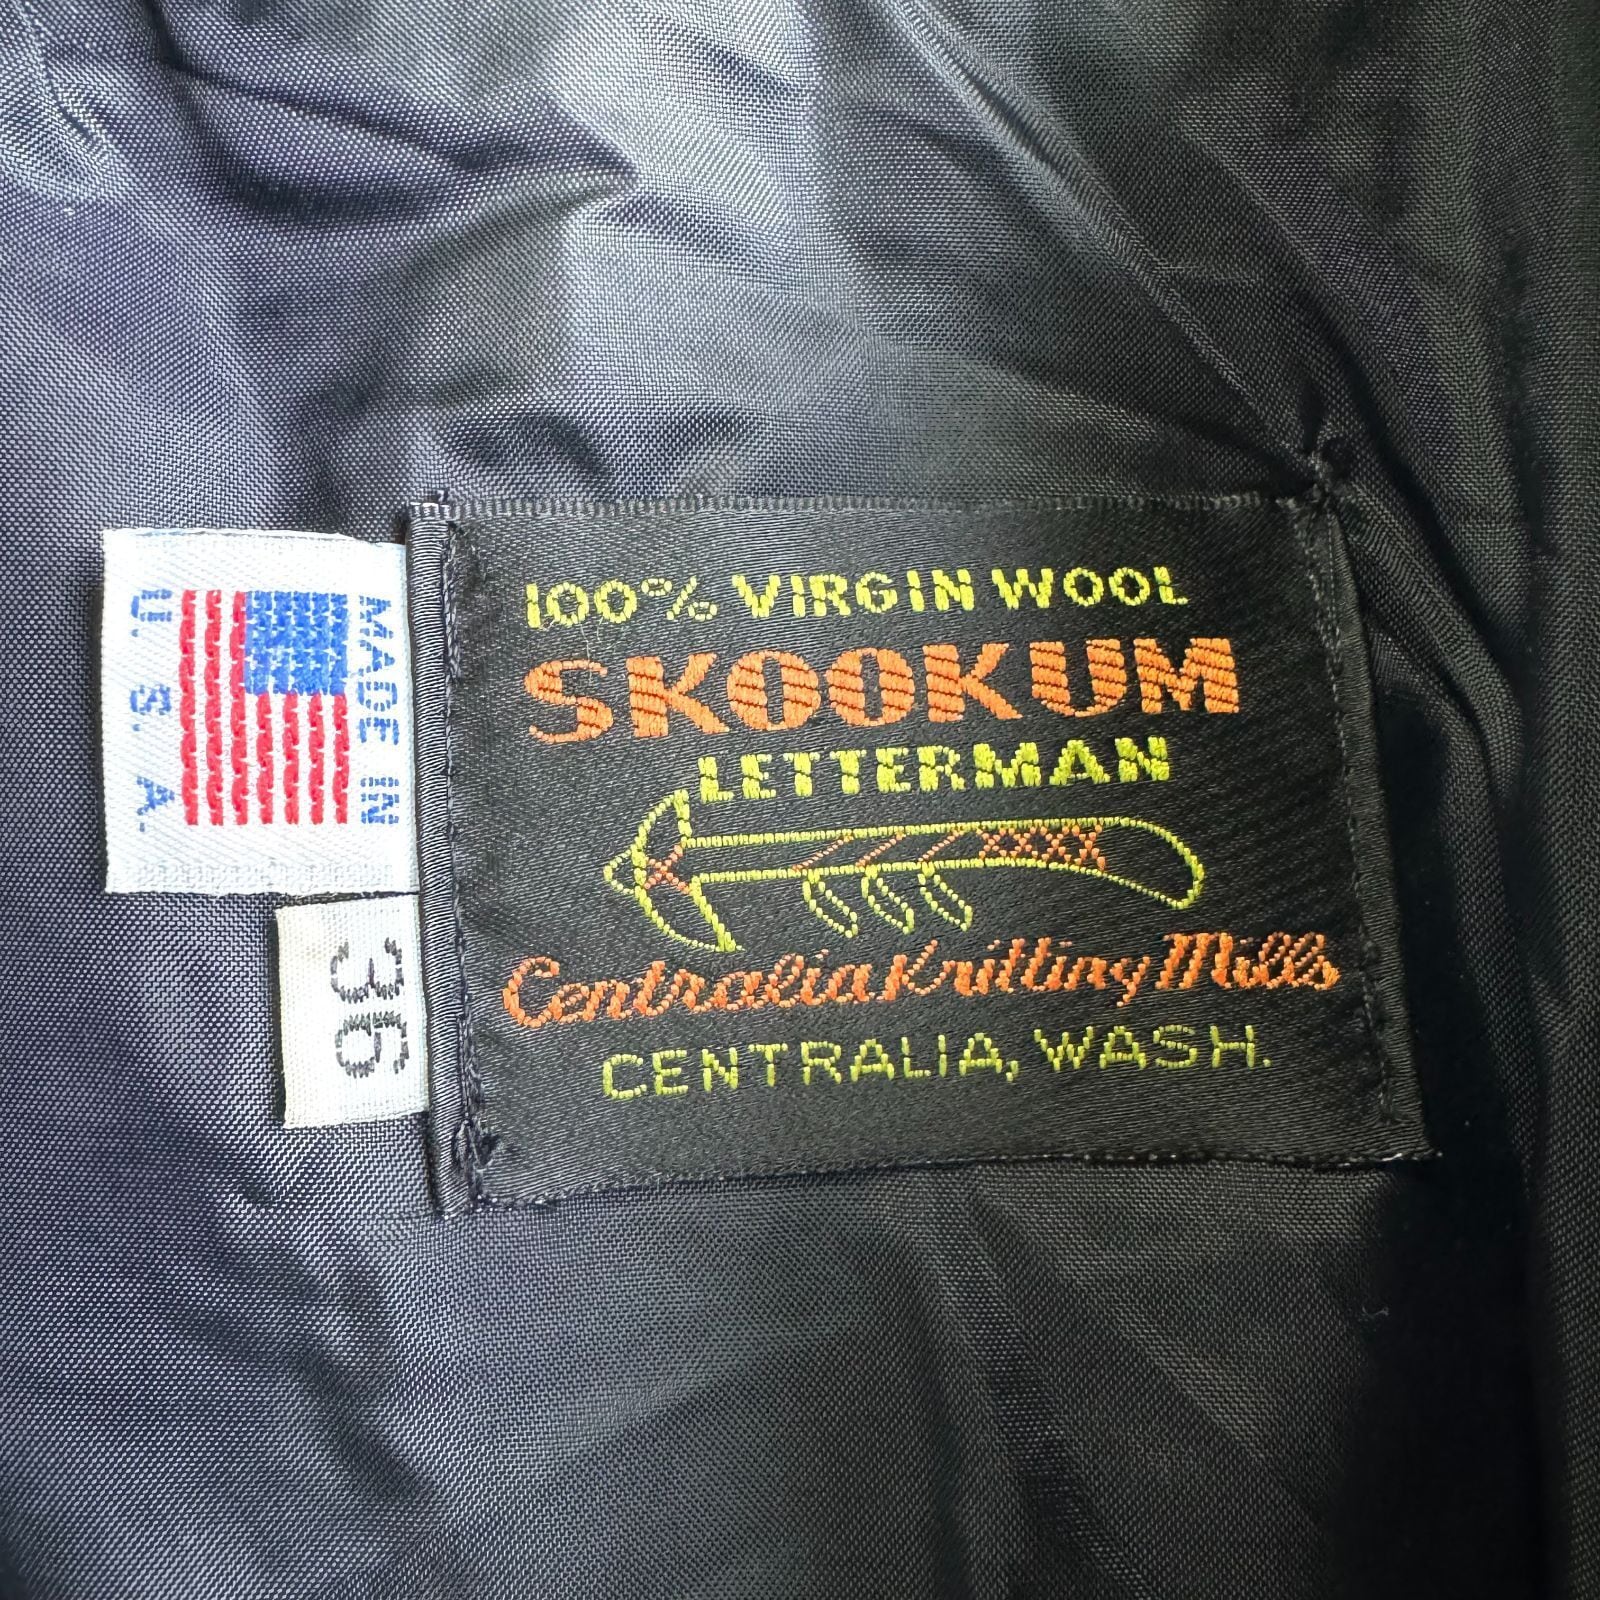 100% VIRGIN WOOL
SKOOKUM
LETTERMAN
Centralia Knitting Mills
CENTRALIA, WASH.
MADE IN
U.S.A.
36